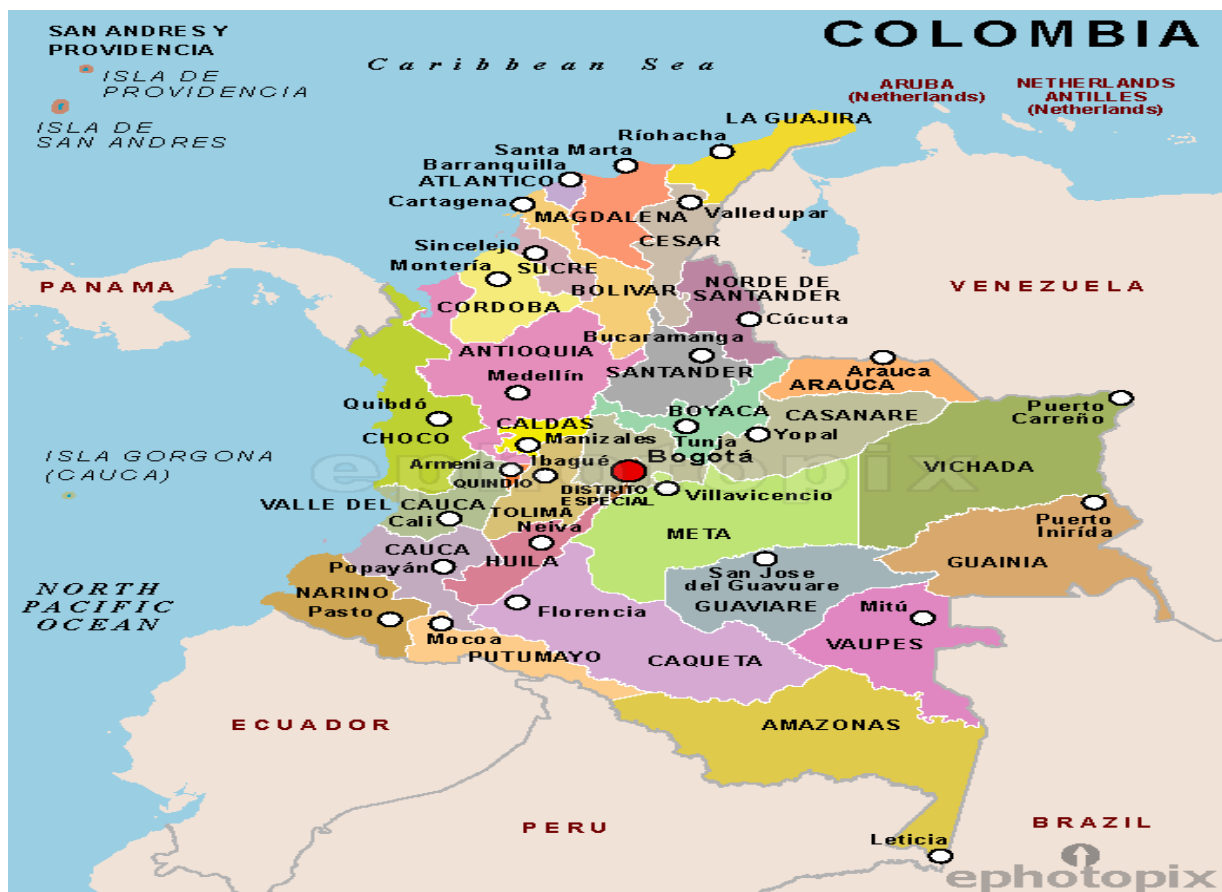 COLOMBIA
SAN ANDRES Y
PROVIDENCIA
ISLA DE
PROVIDENCIA
ISLA DE
SAN ANDRES
Caribbean Sea
ARUBA
(Netherlands)
NETHERLANDS
ANTILLES
(Netherlands)
LA GUAJIRA
Ríohacha
Santa Marta
Barranquilla
ATLANTICO
Cartagena
MAGDALENA
Valledupar
CESAR
Sincelejo
SUCRE
Montería
BOLIVAR
NORDE DE
SANTANDER
PANAMA
VENEZUELA
CORDOBA
Cúcuta
Bucaramanga
ANTIOQUIA
SANTANDER
Medellín
Arauca
ARAUCA
Quibdó
CHOCO
BOYACA
CASANARE
Puerto
Carreño
CALDAS
Manizales
Tunja
Yopal
Bogotá
ISLA GORGONA
(CAUCA)
Armenia
Ibagué
QUINDIO
DISTRITO
ESPECIAL
Villavicencio
VICHADA
ephotopix
VALLE DEL CAUCA
Cali
TOLIMA
Neiva
META
Puerto
Inirída
GUAINIA
CAUCA
Popayán
HUILA
San Jose
del Guavuare
GUAVIARE
NORTH
PACIFIC
OCEAN
NARINO
Pasto
Florencia
Mitú
VAUPES
Mocoa
PUTUMAYO
CAQUETA
ECUADOR
AMAZONAS
PERU
BRAZIL
Leticia
ephotopix